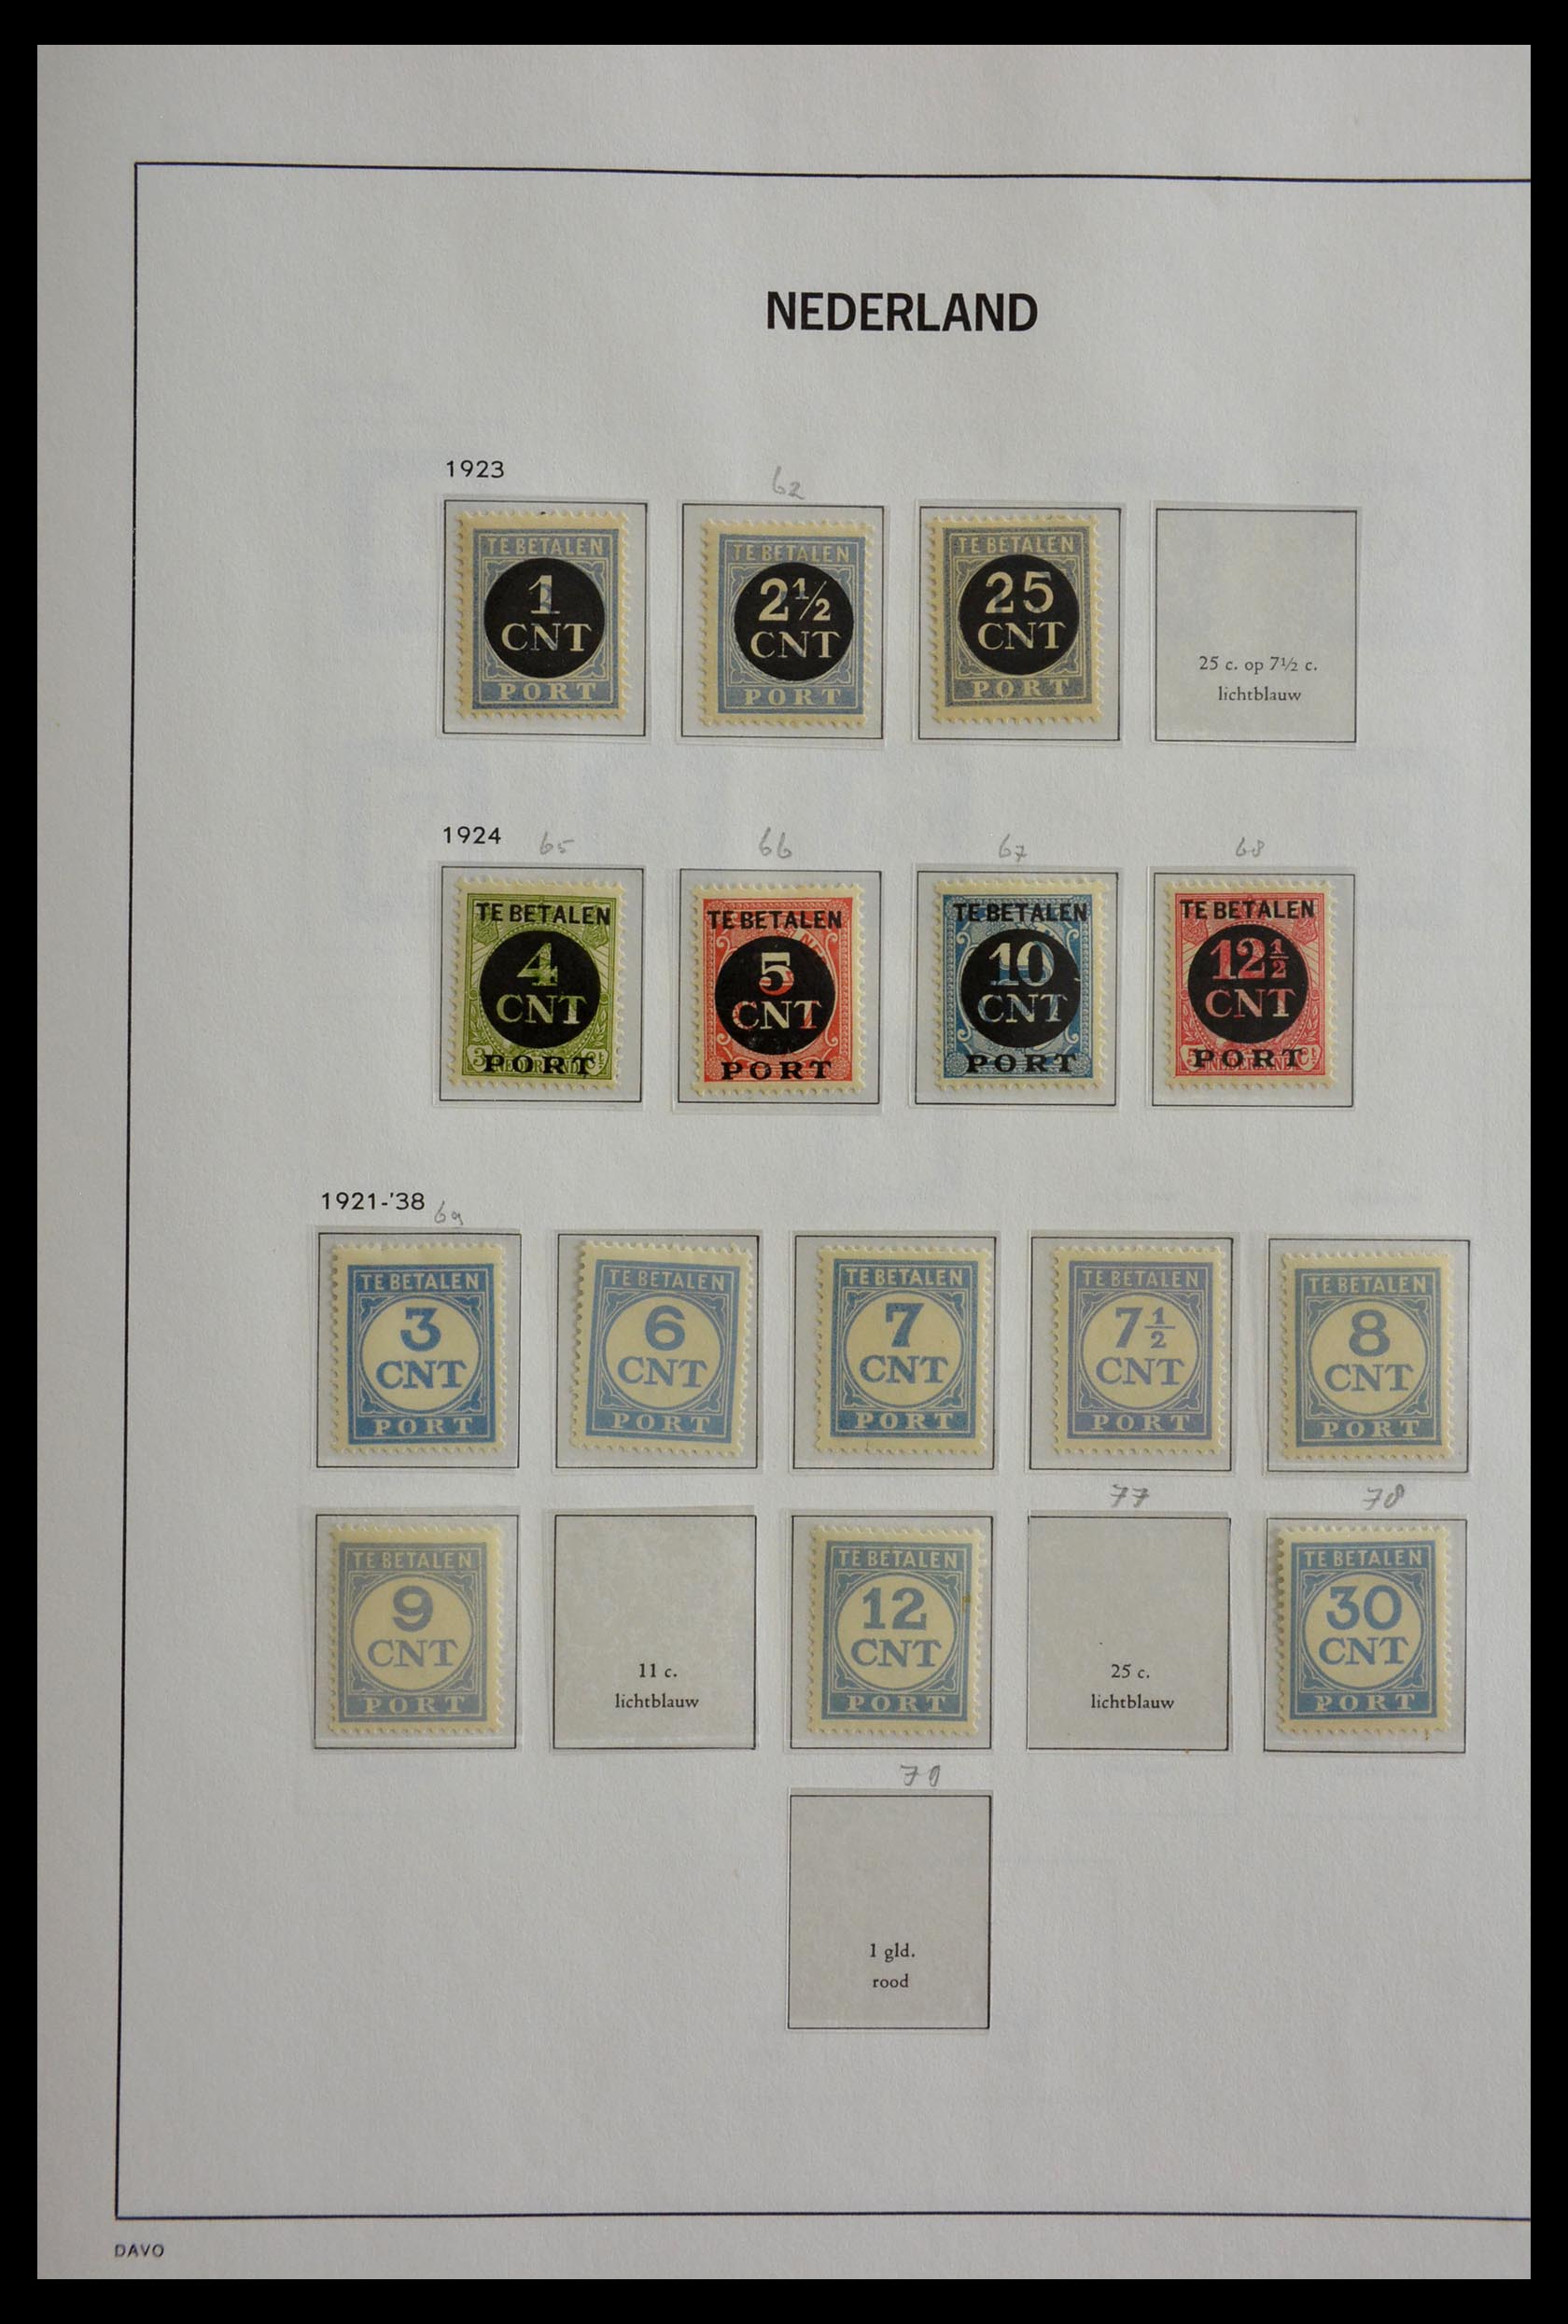 NEDERLAND
1923
62
TE BETALEN
1
CNT
PORT
TE BETALEN
2½
CNT
PORT
TE BETALEN
25
CNT
PORT
25 c. op 7½ c.
lichtblauw
1924
65
66
67
68
TE BETALEN
4
CNT
PORT
TE BETALEN
5
CNT
PORT
TE BETALEN
10
CNT
PORT
TE BETALEN
12½
CNT
PORT
1921-'38
69
TE BETALEN
3
CNT
PORT
TE BETALEN
6
CNT
PORT
TE BETALEN
7
CNT
PORT
TE BETALEN
7½
CNT
PORT
TE BETALEN
8
CNT
PORT
77
78
TE BETALEN
9
CNT
PORT
11 c.
lichtblauw
TE BETALEN
12
CNT
PORT
25 c.
lichtblauw
TE BETALEN
30
CNT
PORT
79
1 gld.
rood
DAVO